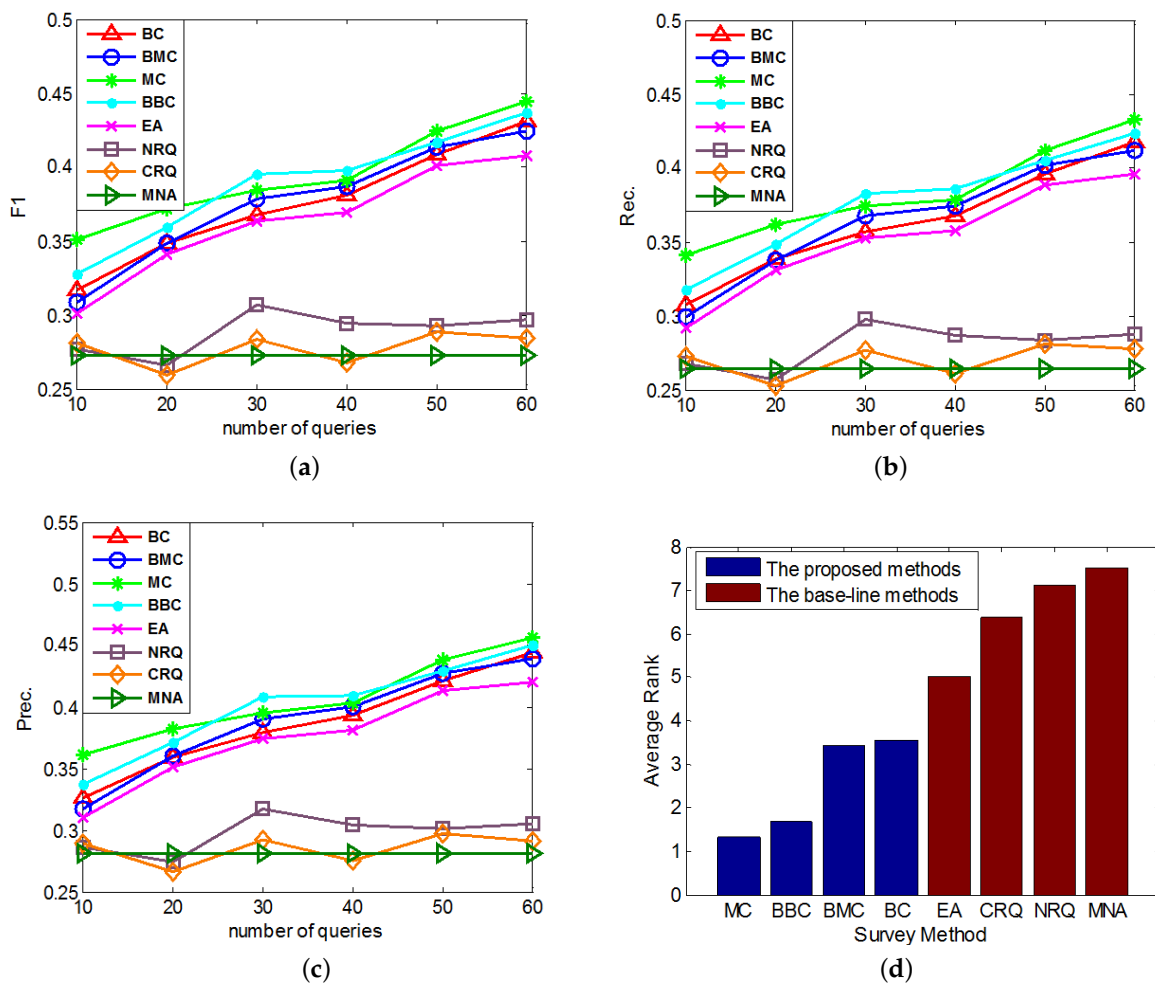 0.5
0.45
0.4
0.35
0.3
0.25
F1
BC
BMC
MC
BBC
EA
NRQ
CRQ
MNA
10 20 30 40 50 60
number of queries
(a)
0.5
0.45
0.4
0.35
0.3
0.25
Rec.
BC
BMC
MC
BBC
EA
NRQ
CRQ
MNA
10 20 30 40 50 60
number of queries
(b)
0.55
0.5
0.45
0.4
0.35
0.3
0.25
Prec.
BC
BMC
MC
BBC
EA
NRQ
CRQ
MNA
10 20 30 40 50 60
number of queries
(c)
8
7
6
5
4
3
2
1
0
Average Rank
The proposed methods
The base-line methods
MC BBC BMC BC EA CRQ NRQ MNA
Survey Method
(d)